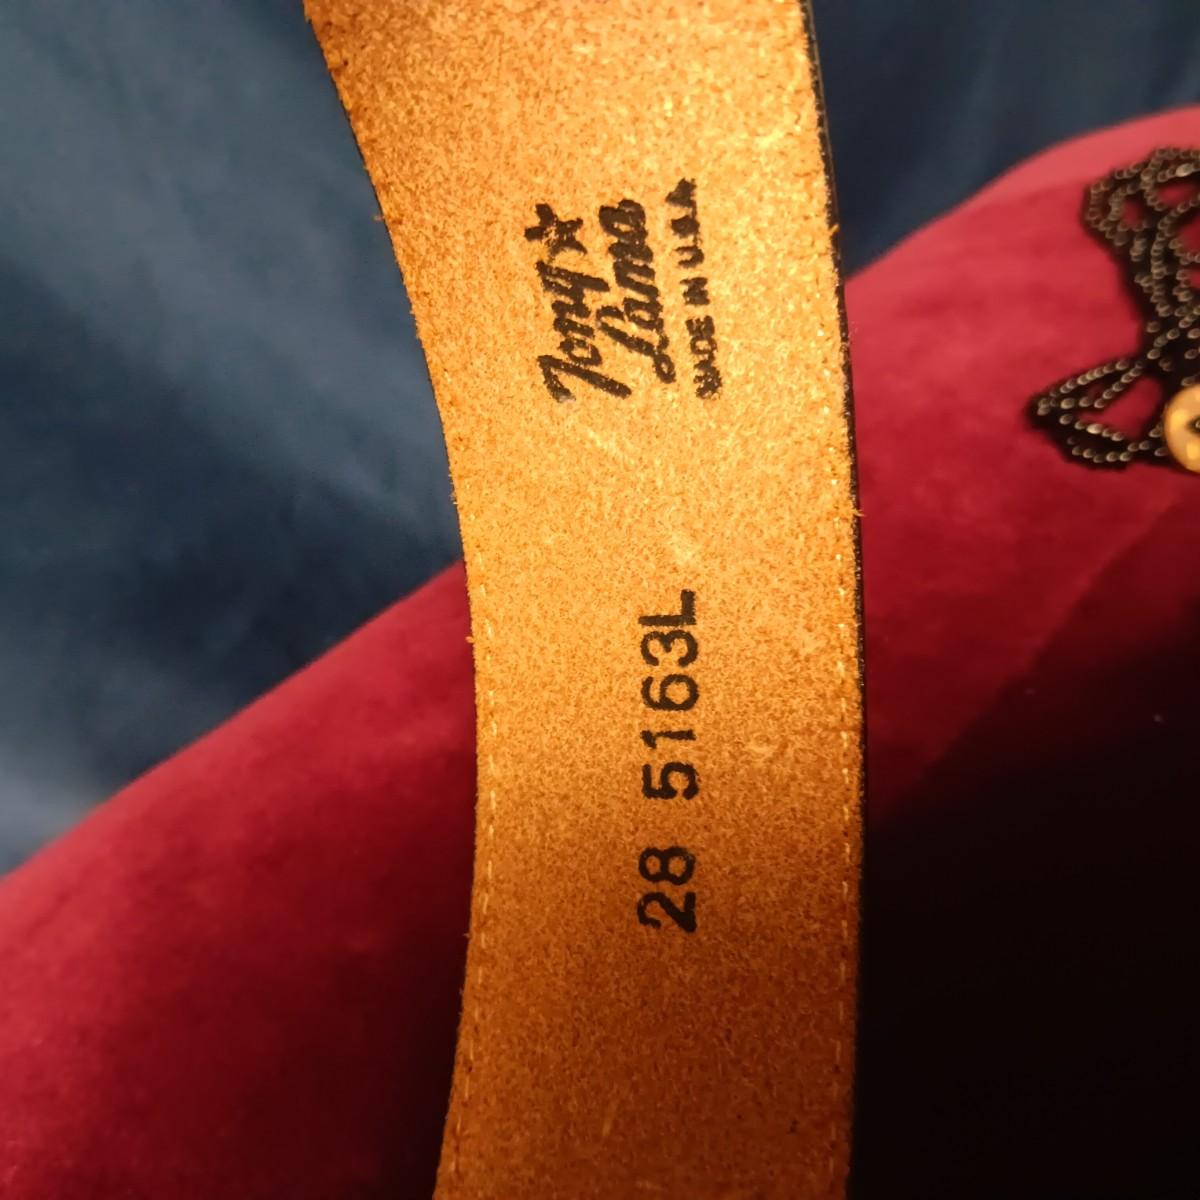 Tony
Lama
MADE IN U.S.A
28 5163L